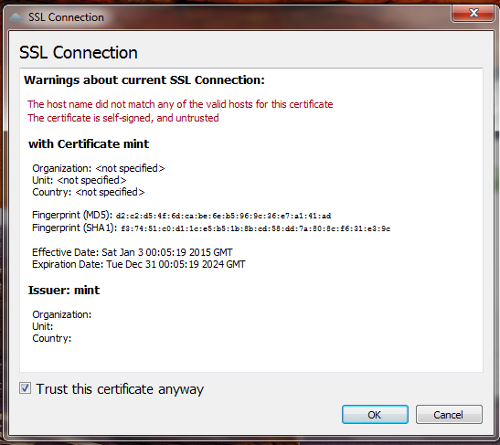 SSL Connection
SSL Connection
Warnings about current SSL Connection:
The host name did not match any of the valid hosts for this certificate
The certificate is self-signed, and untrusted
with Certificate mint
Organization: <not specified>
Unit: <not specified>
Country: <not specified>
Fingerprint (MD5): d2:c2:d5:4f:6d:ca:be:6e:b5:96:9c:36:e7:a1:41:ad
Fingerprint (SHA1): f3:74:51:c0:d1:1c:e5:b5:1b:8b:cd:58:dd:7a:80:8c:f6:31:e3:9c
Effective Date: Sat Jan 3 00:05:19 2015 GMT
Expiration Date: Tue Dec 31 00:05:19 2024 GMT
Issuer: mint
Organization:
Unit:
Country:
Trust this certificate anyway
OK Cancel